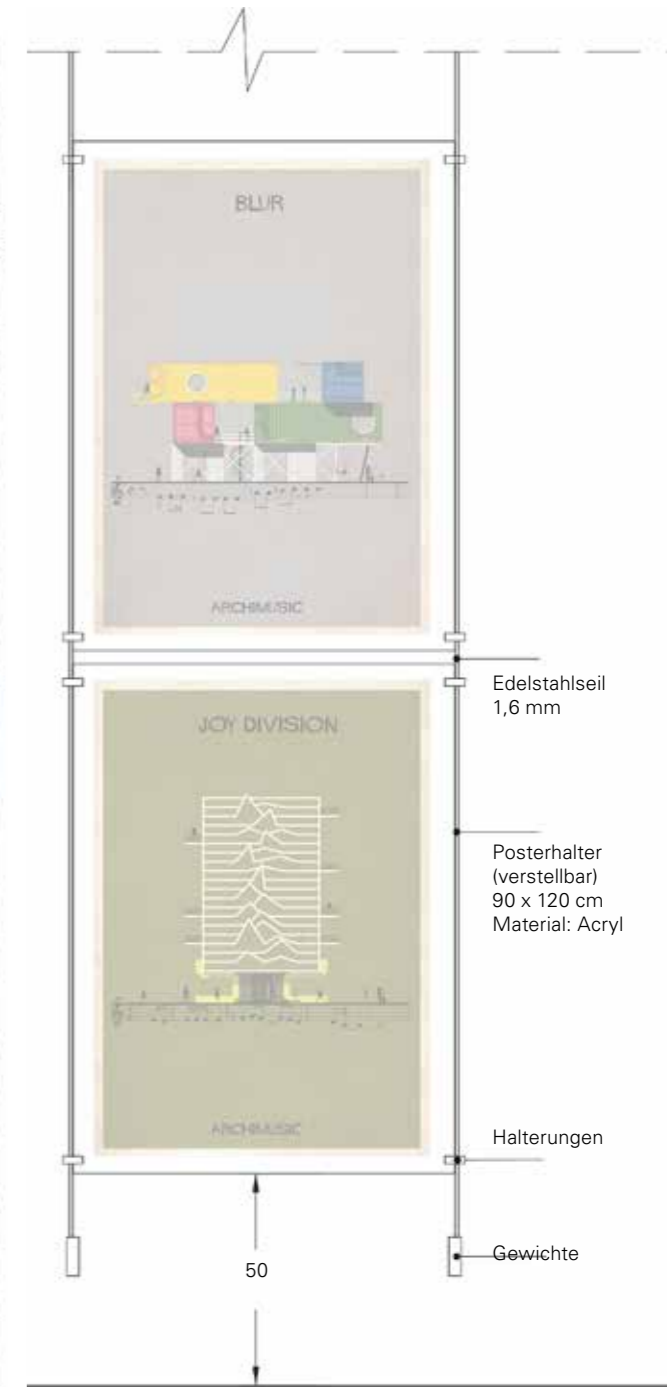 BLUR
ARCHIMUSIC
Edelstahlseil
1,6 mm
JOY DIVISION
Posterhalter
(verstellbar)
90 x 120 cm
Material: Acryl
ARCHIMUSIC
Halterungen
Gewichte
50